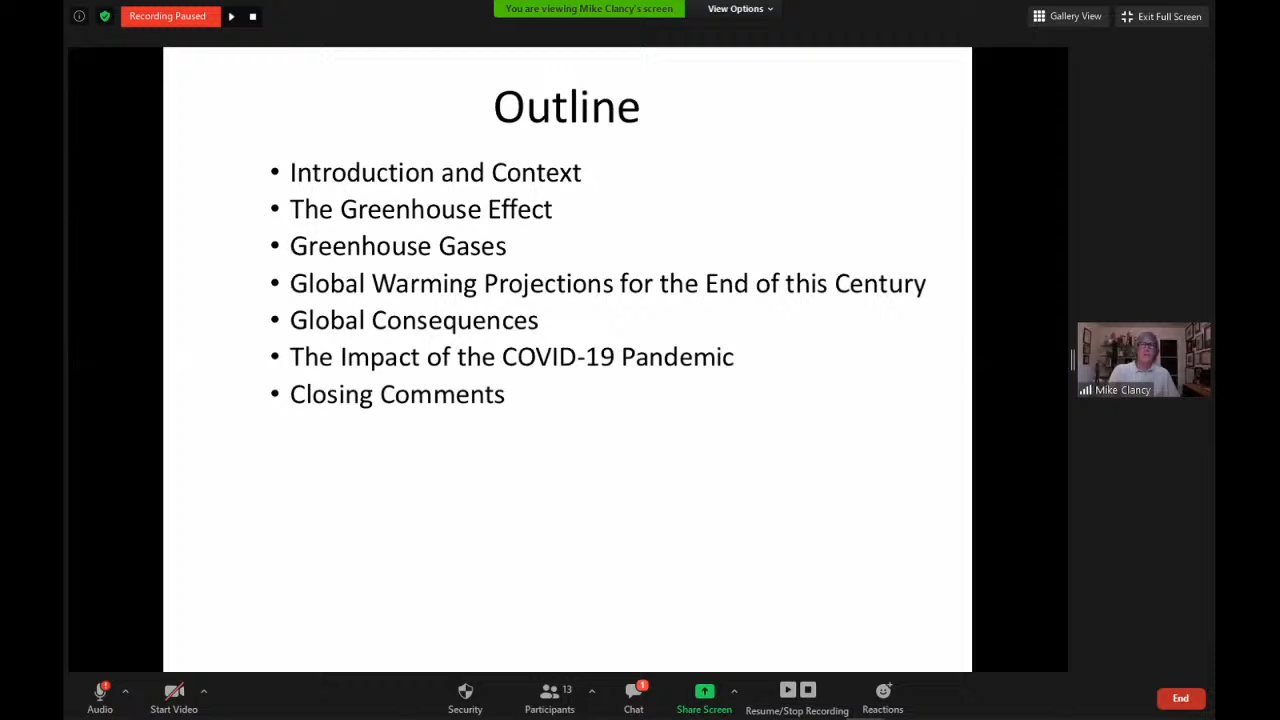 Recording Paused
You are viewing Mike Clancy's screen
View Options
Gallery View
Exit Full Screen
Outline
• Introduction and Context
• The Greenhouse Effect
• Greenhouse Gases
• Global Warming Projections for the End of this Century
• Global Consequences
• The Impact of the COVID-19 Pandemic
• Closing Comments
Mike Clancy
Audio
Start Video
Security
13
Participants
1
Chat
Share Screen
Resume/Stop Recording
Reactions
End